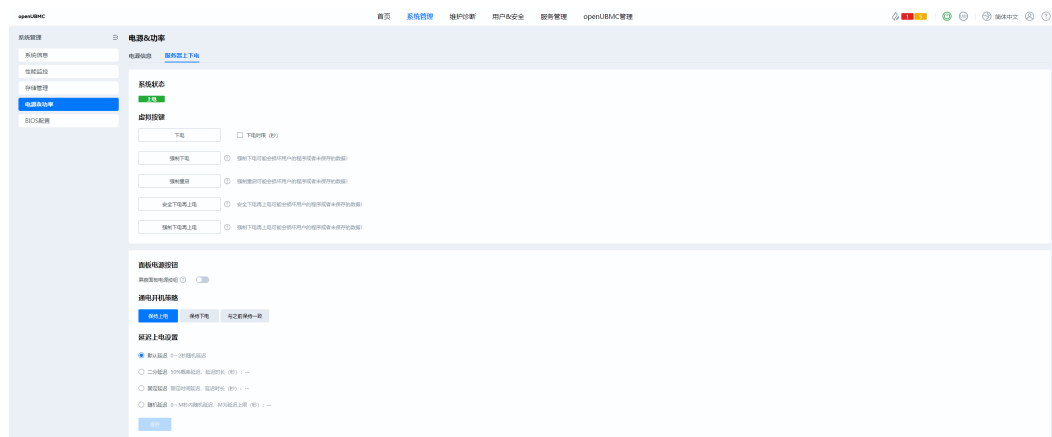 openUBMC
首页 系统管理 维护诊断 用户&安全 服务管理 openUBMC管理
1 1
简体中文
系统管理
系统信息
性能监控
存储管理
电源&功率
BIOS配置
电源&功率
电源信息 服务器上下电
系统状态
上电
虚拟按键
下电 下电时限（秒）
强制下电 强制下电可能会损坏用户的程序或者未保存的数据！
强制重启 强制重启可能会损坏用户的程序或者未保存的数据！
安全下电再上电 安全下电再上电可能会损坏用户的程序或者未保存的数据！
强制下电再上电 强制下电再上电可能会损坏用户的程序或者未保存的数据！
面板电源按钮
屏蔽面板电源按钮
通电开机策略
保持上电 保持下电 与之前保持一致
延迟上电设置
默认延迟 0～2秒随机延迟
二分延迟 50%概率延迟，延迟时长（秒）：--
固定延迟 固定时间延迟，延迟时长（秒）：--
随机延迟 0～M秒内随机延迟，M为延迟上限（秒）：--